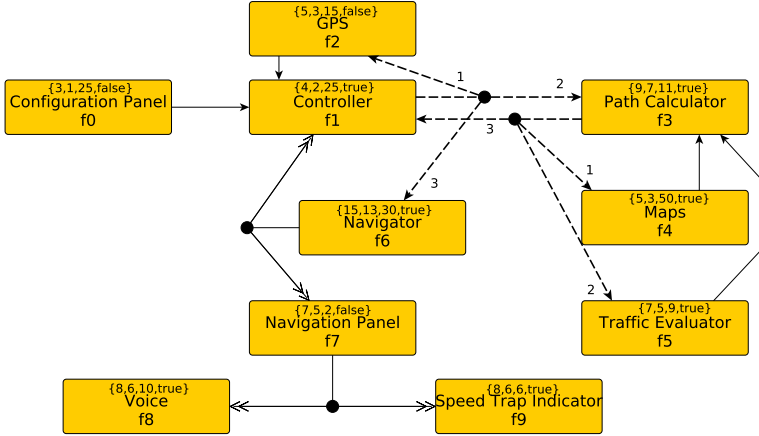 {5,3,15,false}
GPS
f2
1
2
3
{3,1,25,false}
Configuration Panel
f0
{4,2,25,true}
Controller
f1
{9,7,11,true}
Path Calculator
f3
3
1
2
{15,13,30,true}
Navigator
f6
{5,3,50,true}
Maps
f4
{7,5,2,false}
Navigation Panel
f7
{7,5,9,true}
Traffic Evaluator
f5
{8,6,10,true}
Voice
f8
{8,6,6,true}
Speed Trap Indicator
f9